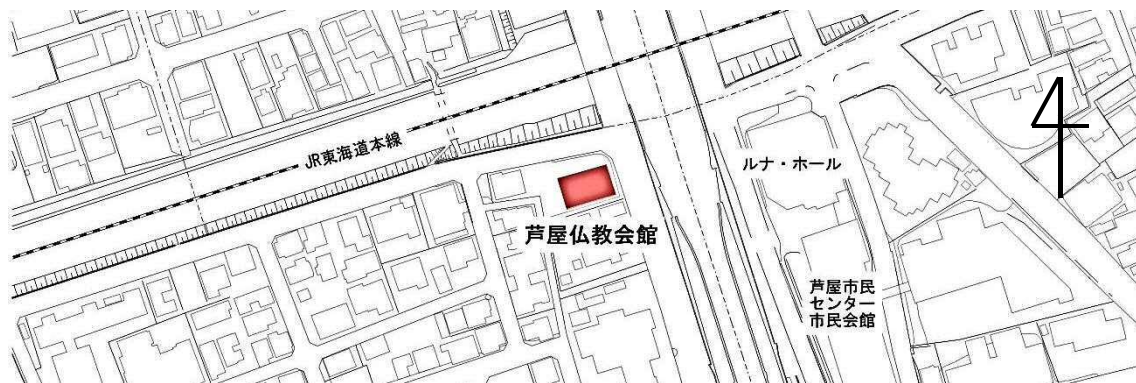 JR東海道本線
ルナ・ホール
芦屋仏教会館
芦屋市民
センター
市民会館